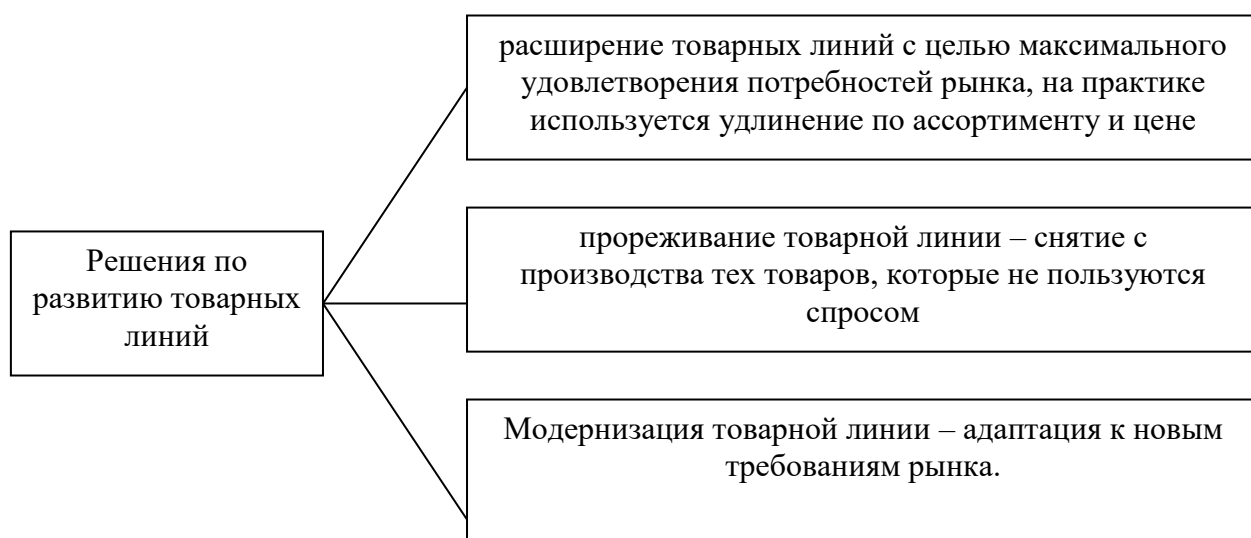 расширение товарных линий с целью максимального
удовлетворения потребностей рынка, на практике
используется удлинение по ассортименту и цене
Решения по
развитию товарных
линий
прореживание товарной линии – снятие с
производства тех товаров, которые не пользуются
спросом
Модернизация товарной линии – адаптация к новым
требованиям рынка.